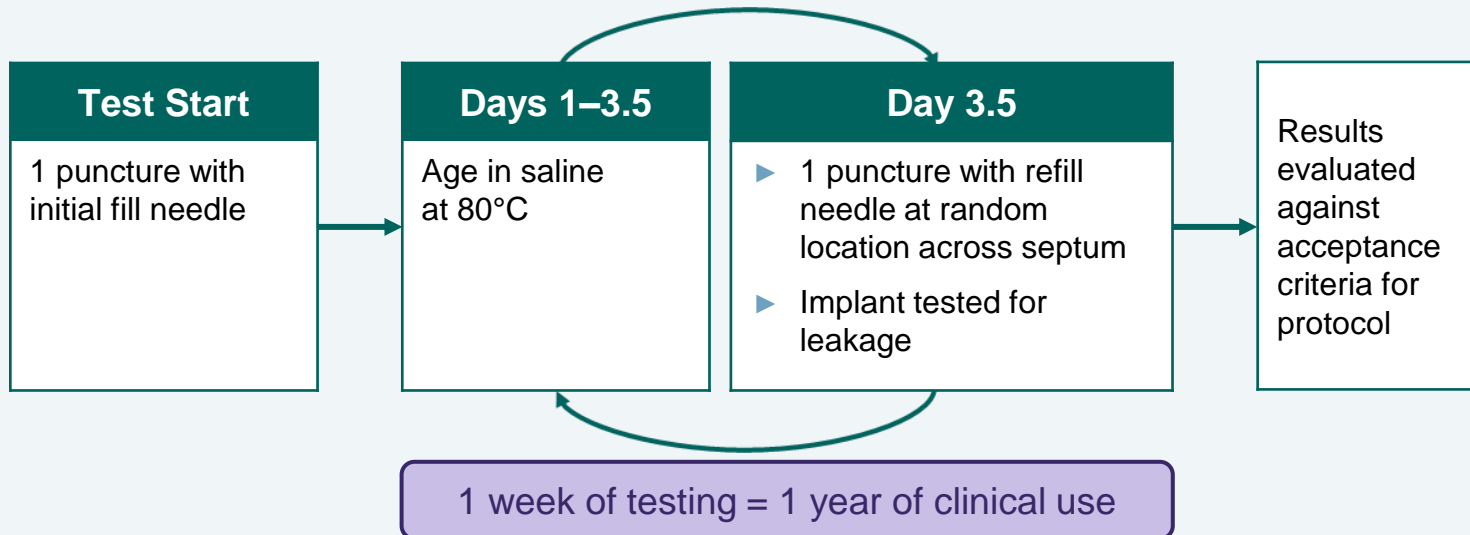 Test Start
1 puncture with
initial fill needle
Days 1–3.5
Age in saline
at 80°C
Day 3.5
► 1 puncture with refill
needle at random
location across septum
► Implant tested for
leakage
Results
evaluated
against
acceptance
criteria for
protocol
1 week of testing = 1 year of clinical use